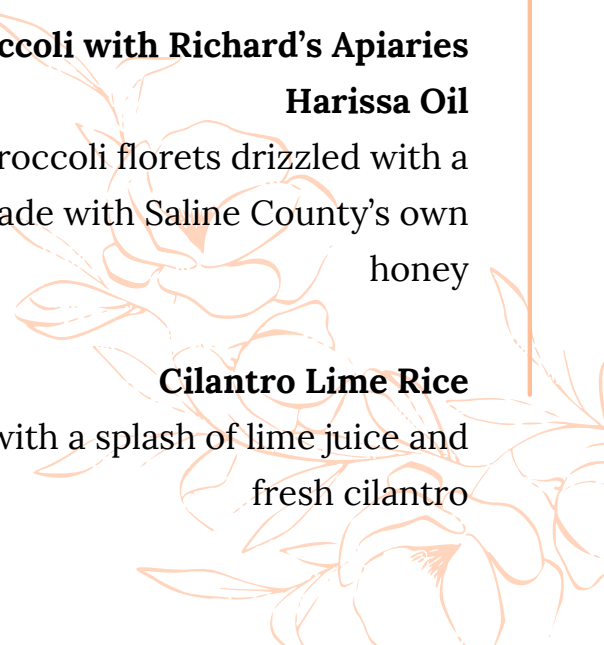 ccoli with Richard’s Apiaries
Harissa Oil
roccoli florets drizzled with a
ade with Saline County’s own
honey
Cilantro Lime Rice
with a splash of lime juice and
fresh cilantro